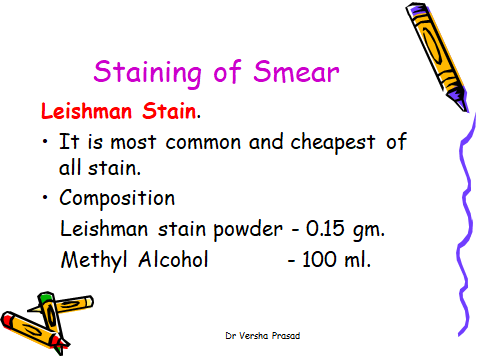 Staining of Smear
Leishman Stain.
• It is most common and cheapest of
all stain.
• Composition
Leishman stain powder - 0.15 gm.
Methyl Alcohol - 100 ml.
Dr Versha Prasad